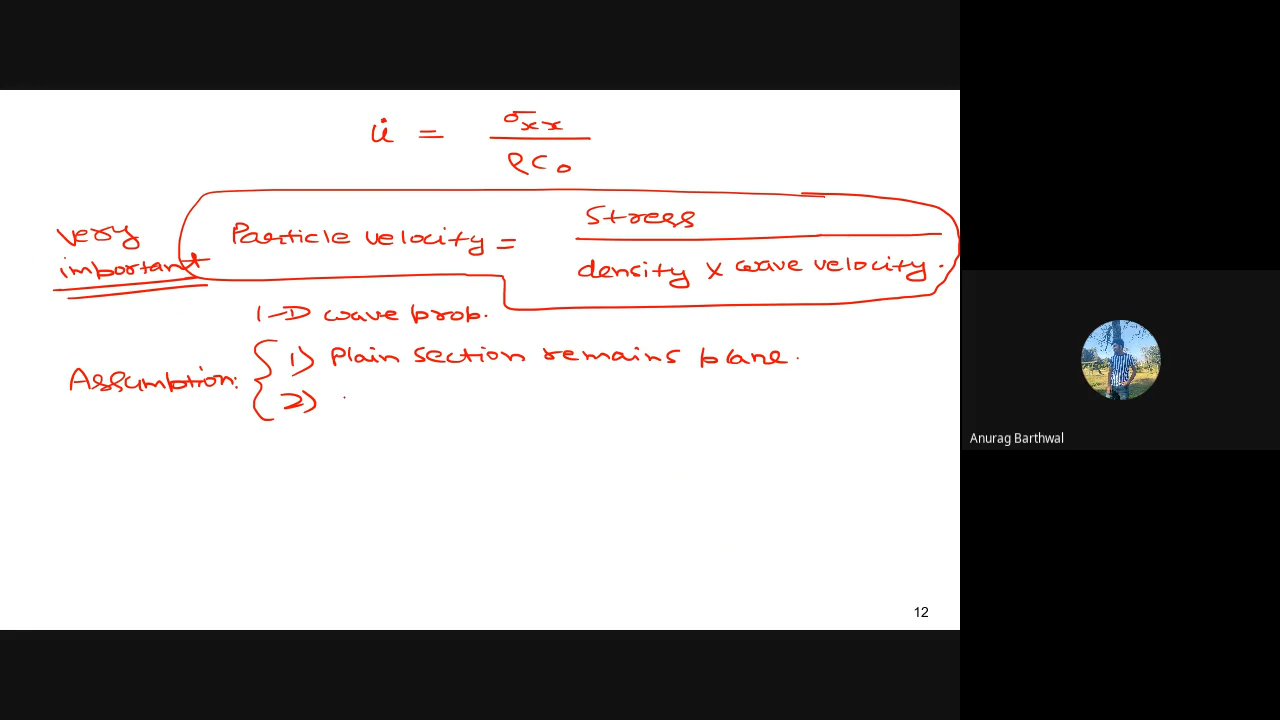 u̇ = σxx / ρC₀
Particle velocity = Stress / density × wave velocity.
Very important
1-D wave prob.
Assumption:
1) Plain section remains plane.
2)
12
Anurag Barthwal